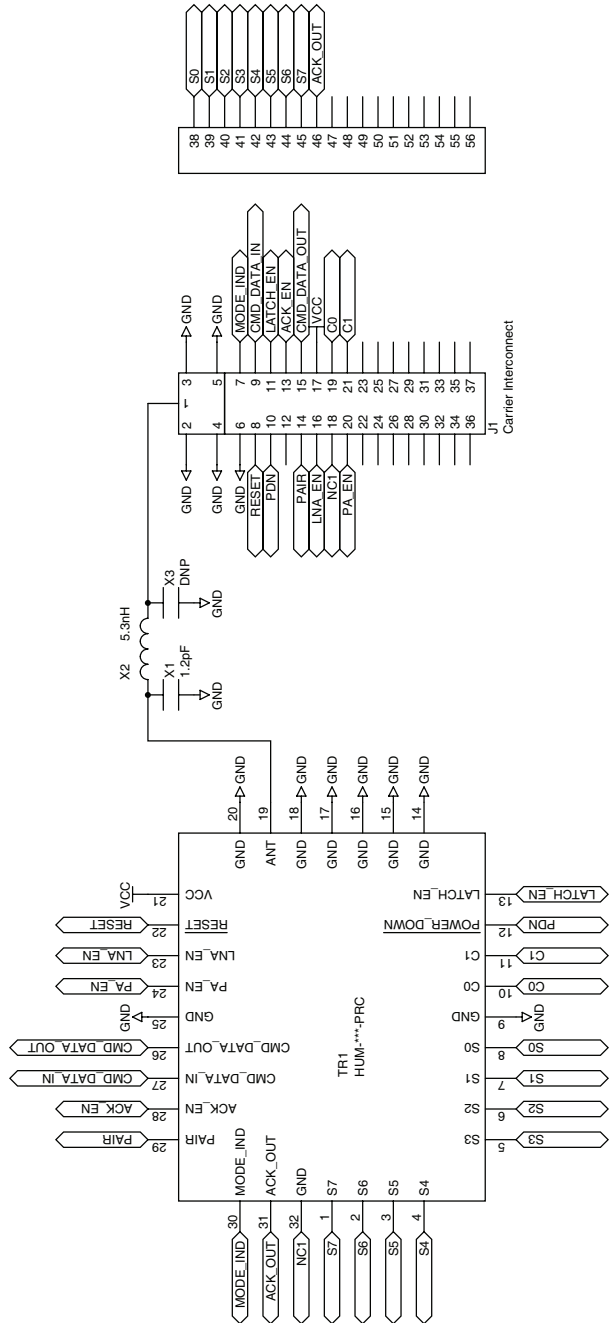 TR1
HUM-***-PRC
30 MODE_IND MODE_IND
31 ACK_OUT ACK_OUT
32 NC1 GND
1 S7 S7
2 S6 S6
3 S5 S5
4 S4 S4
5 S3 S3
6 S2 S2
7 S1 S1
8 S0 S0
9 GND GND
10 C0 C0
11 C1 C1
12 PDN POWER_DOWN
13 LATCH_EN LATCH_EN
14 GND GND
15 GND GND
16 GND GND
17 GND GND
18 GND GND
19 ANT
20 GND GND
21 VCC VCC
22 RESET RESET
23 LNA_EN LNA_EN
24 PA_EN PA_EN
25 GND GND
26 CMD_DATA_OUT CMD_DATA_OUT
27 CMD_DATA_IN CMD_DATA_IN
28 ACK_EN ACK_EN
29 PAIR PAIR
X2 5.3nH
X1
1.2pF
GND
X3
DNP
GND
1
GND 2 3 GND
GND 4 5 GND
GND 6 7 MODE_IND
RESET 8 9 CMD_DATA_IN
PDN 10 11 LATCH_EN
12 13 ACK_EN
PAIR 14 15 CMD_DATA_OUT
LNA_EN 16 17 VCC
NC1 18 19 C0
PA_EN 20 21 C1
22 23
24 25
26 27
28 29
30 31
32 33
34 35
36 37
J1
Carrier Interconnect
38 S0
39 S1
40 S2
41 S3
42 S4
43 S5
44 S6
45 S7
46 ACK_OUT
47
48
49
50
51
52
53
54
55
56